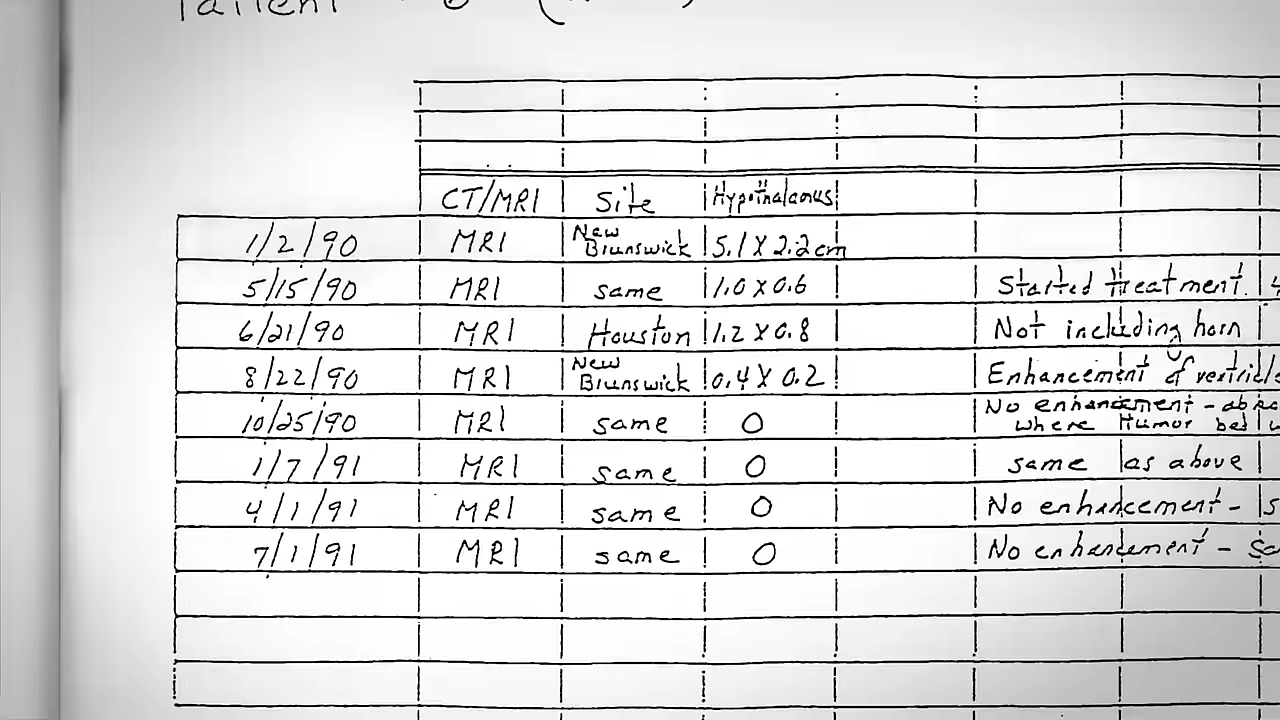 Patient
CT/MRI Site Hypothalamus
1/2/90 MRI New Brunswick 5.1 X 2.2 cm
5/15/90 MRI same 1.0 X 0.6 Started treatment. 4
6/21/90 MRI Houston 1.2 X 0.8 Not including horn
8/22/90 MRI New Brunswick 0.4 X 0.2 Enhancement of ventricle
10/25/90 MRI same 0 No enhancement -
where tumor bed
1/7/91 MRI same 0 same as above
4/1/91 MRI same 0 No enhancement - s
7/1/91 MRI same 0 No enhancement -